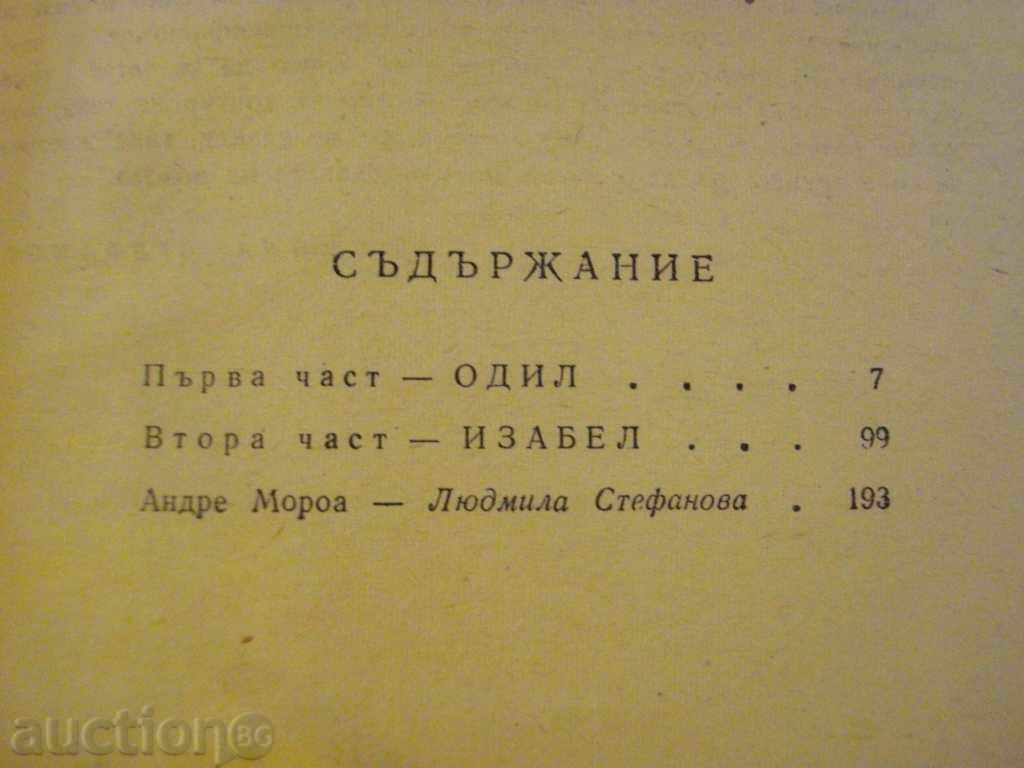 СЪДЪРЖАНИЕ
Първа част — ОДИЛ . . . . 7
Втора част — ИЗАБЕЛ . . . 99
Андре Мороа — Людмила Стефанова . 193
auction BG